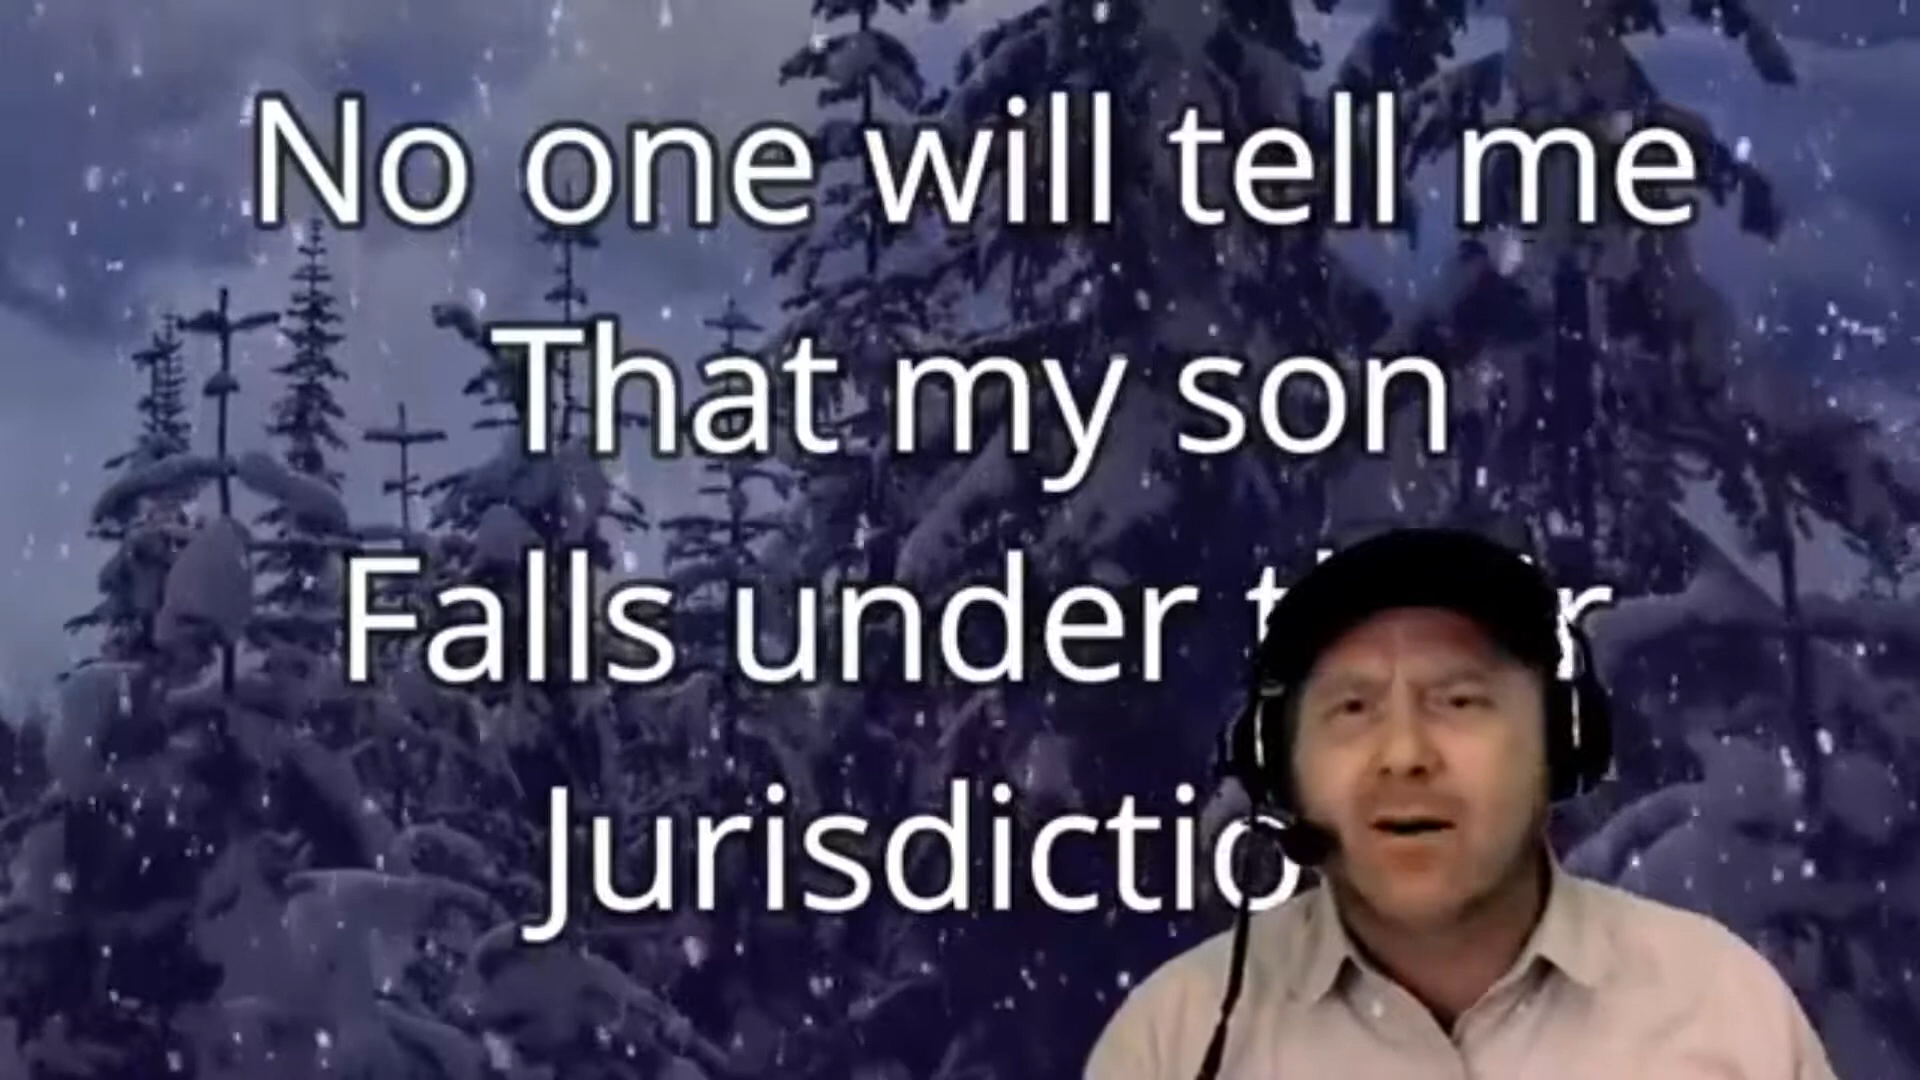 No one will tell me
That my son
Falls under
Jurisdictio